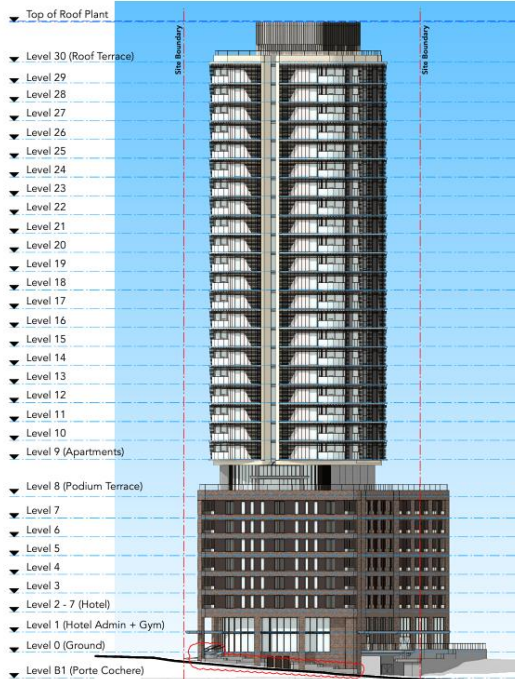 Top of Roof Plant
Site Boundary
Site Boundary
Level 30 (Roof Terrace)
Level 29
Level 28
Level 27
Level 26
Level 25
Level 24
Level 23
Level 22
Level 21
Level 20
Level 19
Level 18
Level 17
Level 16
Level 15
Level 14
Level 13
Level 12
Level 11
Level 10
Level 9 (Apartments)
Level 8 (Podium Terrace)
Level 7
Level 6
Level 5
Level 4
Level 3
Level 2 - 7 (Hotel)
Level 1 (Hotel Admin + Gym)
Level 0 (Ground)
Level B1 (Porte Cochere)